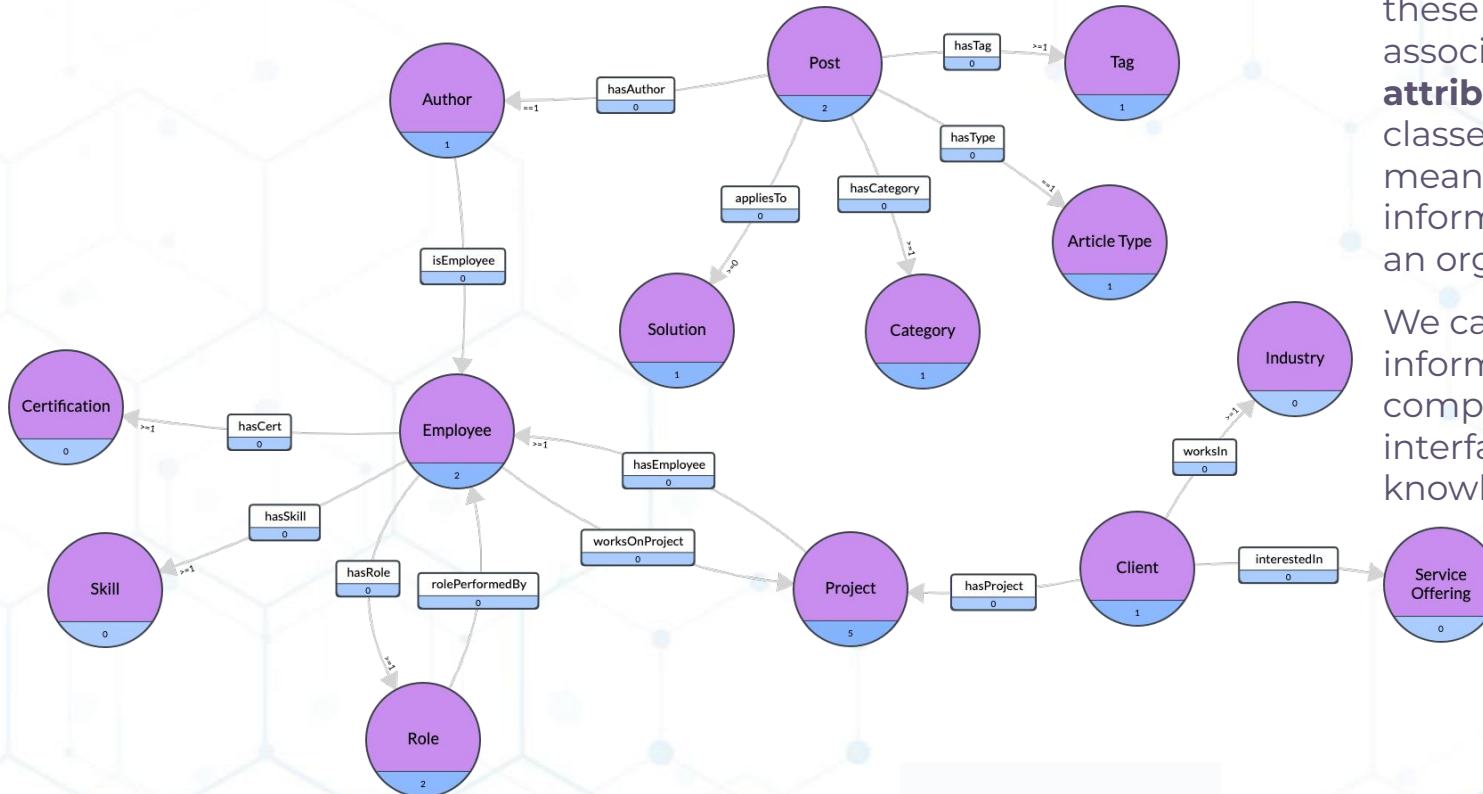 these
associ
attrib
classe
mean
inform
an org
We ca
inform
comp
interfa
knowl
Post
2
hasTag
0
>=1
Tag
1
Author
1
hasAuthor
0
==1
hasType
0
==1
Article Type
1
appliesTo
0
>=0
hasCategory
0
>=1
isEmployee
0
Solution
1
Category
1
Industry
0
Certification
0
hasCert
0
>=1
Employee
2
hasEmployee
0
>=1
worksIn
0
>=1
hasSkill
0
>=1
Skill
0
hasRole
0
>=1
rolePerformedBy
0
worksOnProject
0
Project
5
hasProject
0
Client
1
interestedIn
0
Service
Offering
0
Role
2